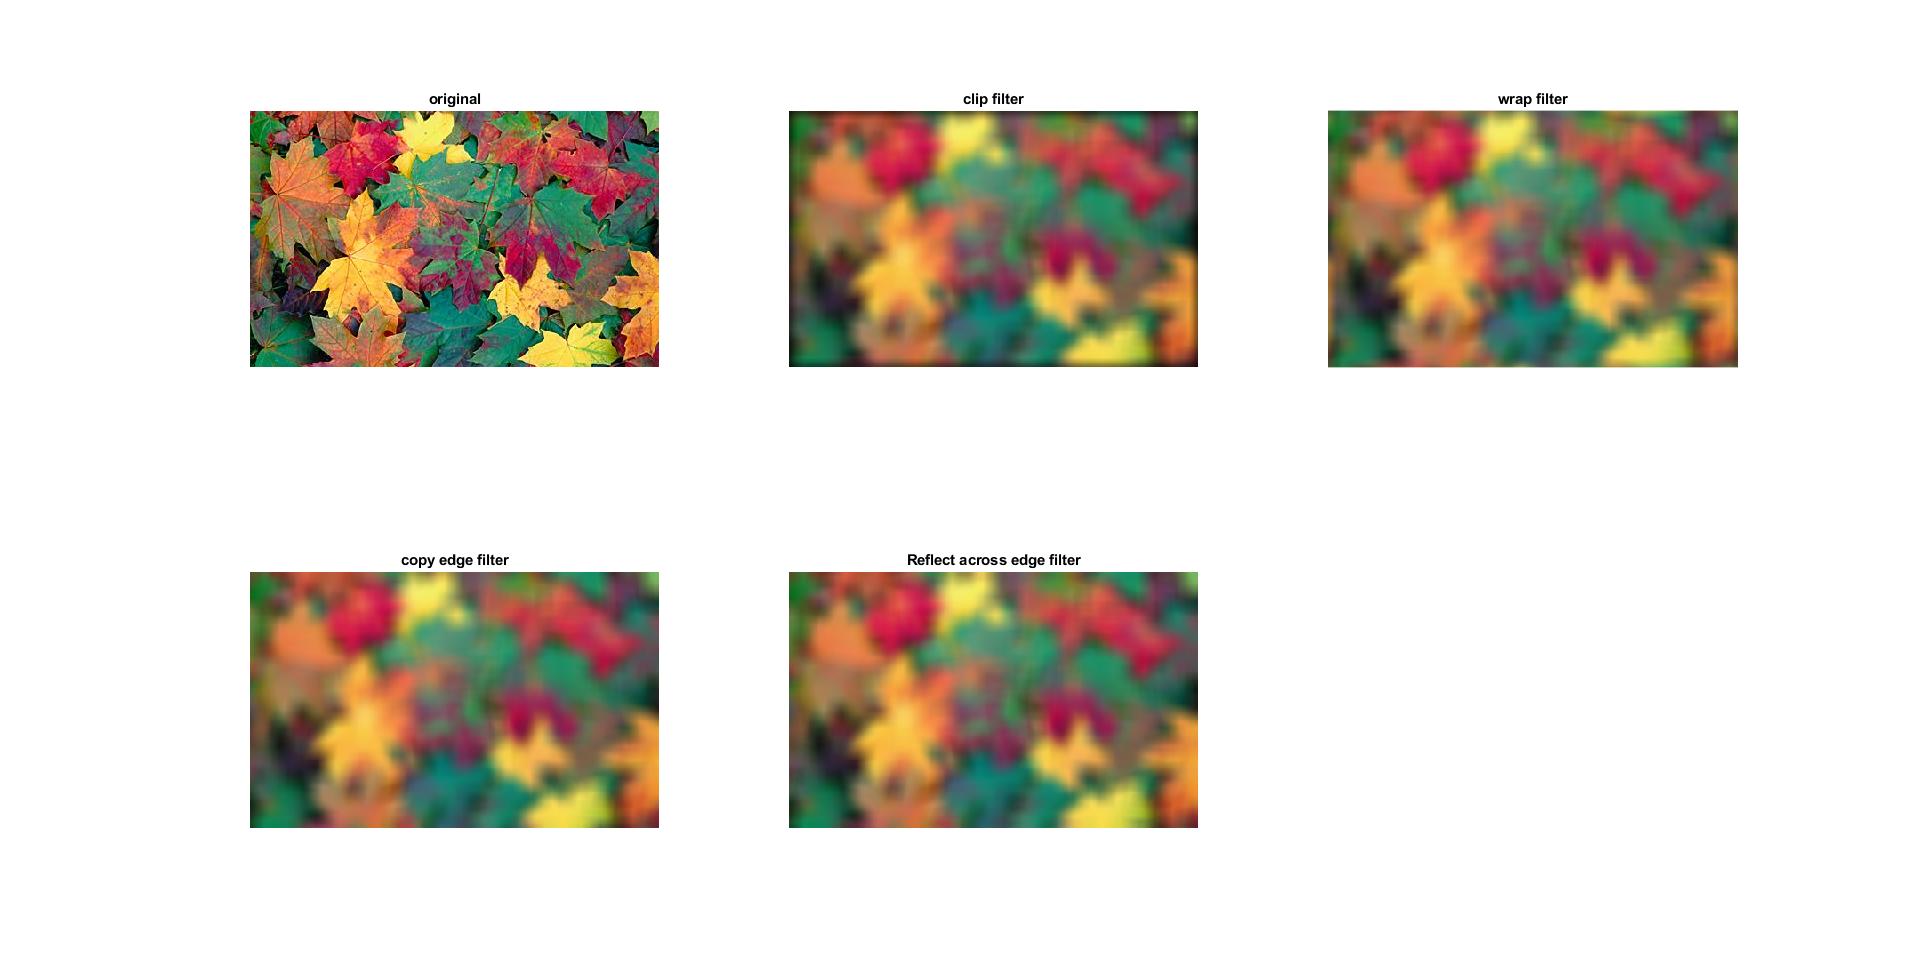 original
clip filter
wrap filter
copy edge filter
Reflect across edge filter